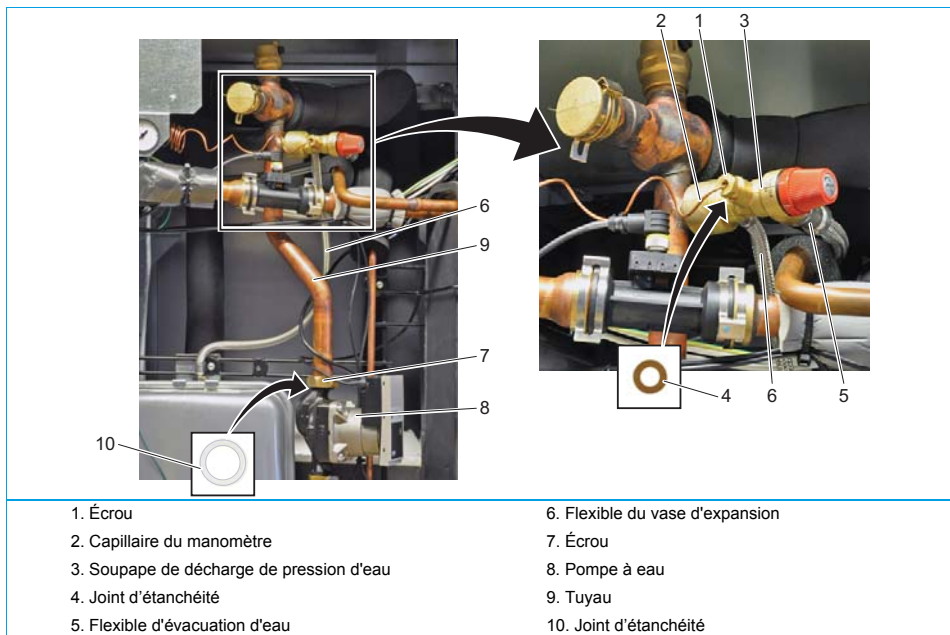 2 1 3
6
9
7
8
10
4 6 5
1. Écrou
2. Capillaire du manomètre
3. Soupape de décharge de pression d'eau
4. Joint d’étanchéité
5. Flexible d'évacuation d'eau
6. Flexible du vase d'expansion
7. Écrou
8. Pompe à eau
9. Tuyau
10. Joint d’étanchéité